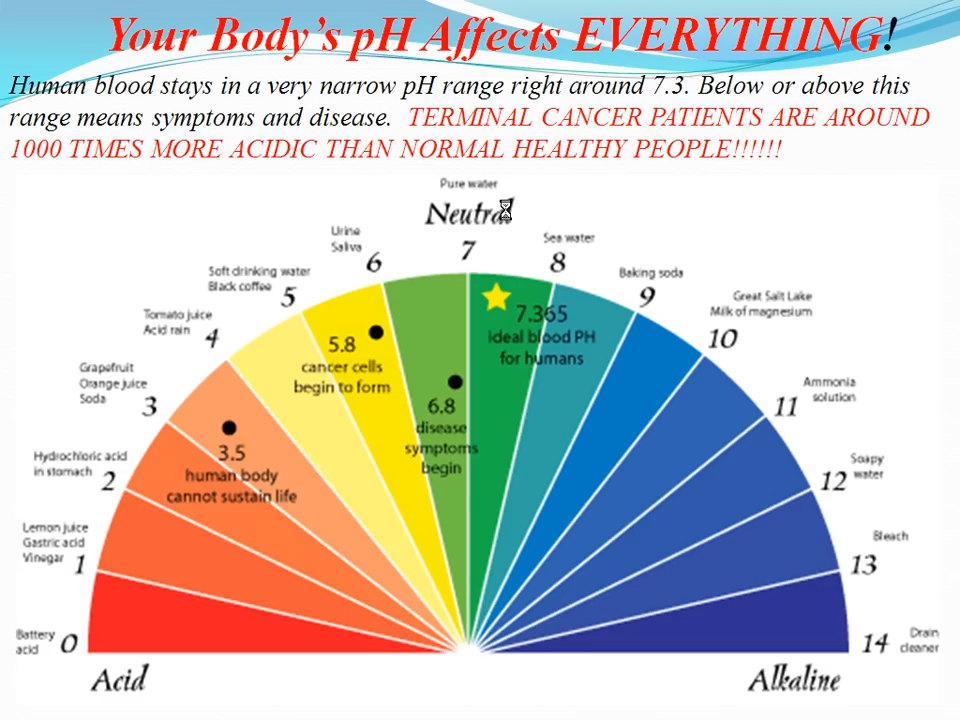 Your Body's pH Affects EVERYTHING!
Human blood stays in a very narrow pH range right around 7.3. Below or above this
range means symptoms and disease. TERMINAL CANCER PATIENTS ARE AROUND
1000 TIMES MORE ACIDIC THAN NORMAL HEALTHY PEOPLE!!!!!!
Pure water
Neutral
7
Urine
Saliva
6
Sea water
8
Soft drinking water
Black coffee
5
Baking soda
9
Tomato juice
Acid rain
4
Great Salt Lake
Milk of magnesium
10
Grapefruit
Orange juice
Soda
3
Ammonia
solution
11
Hydrochloric acid
in stomach
2
Soapy
water
12
Lemon juice
Gastric acid
Vinegar
1
Bleach
13
Battery
acid
0
Drain
cleaner
14
7.365
ideal blood PH
for humans
5.8
cancer cells
begin to form
6.8
disease
symptoms
begin
3.5
human body
cannot sustain life
Acid
Alkaline